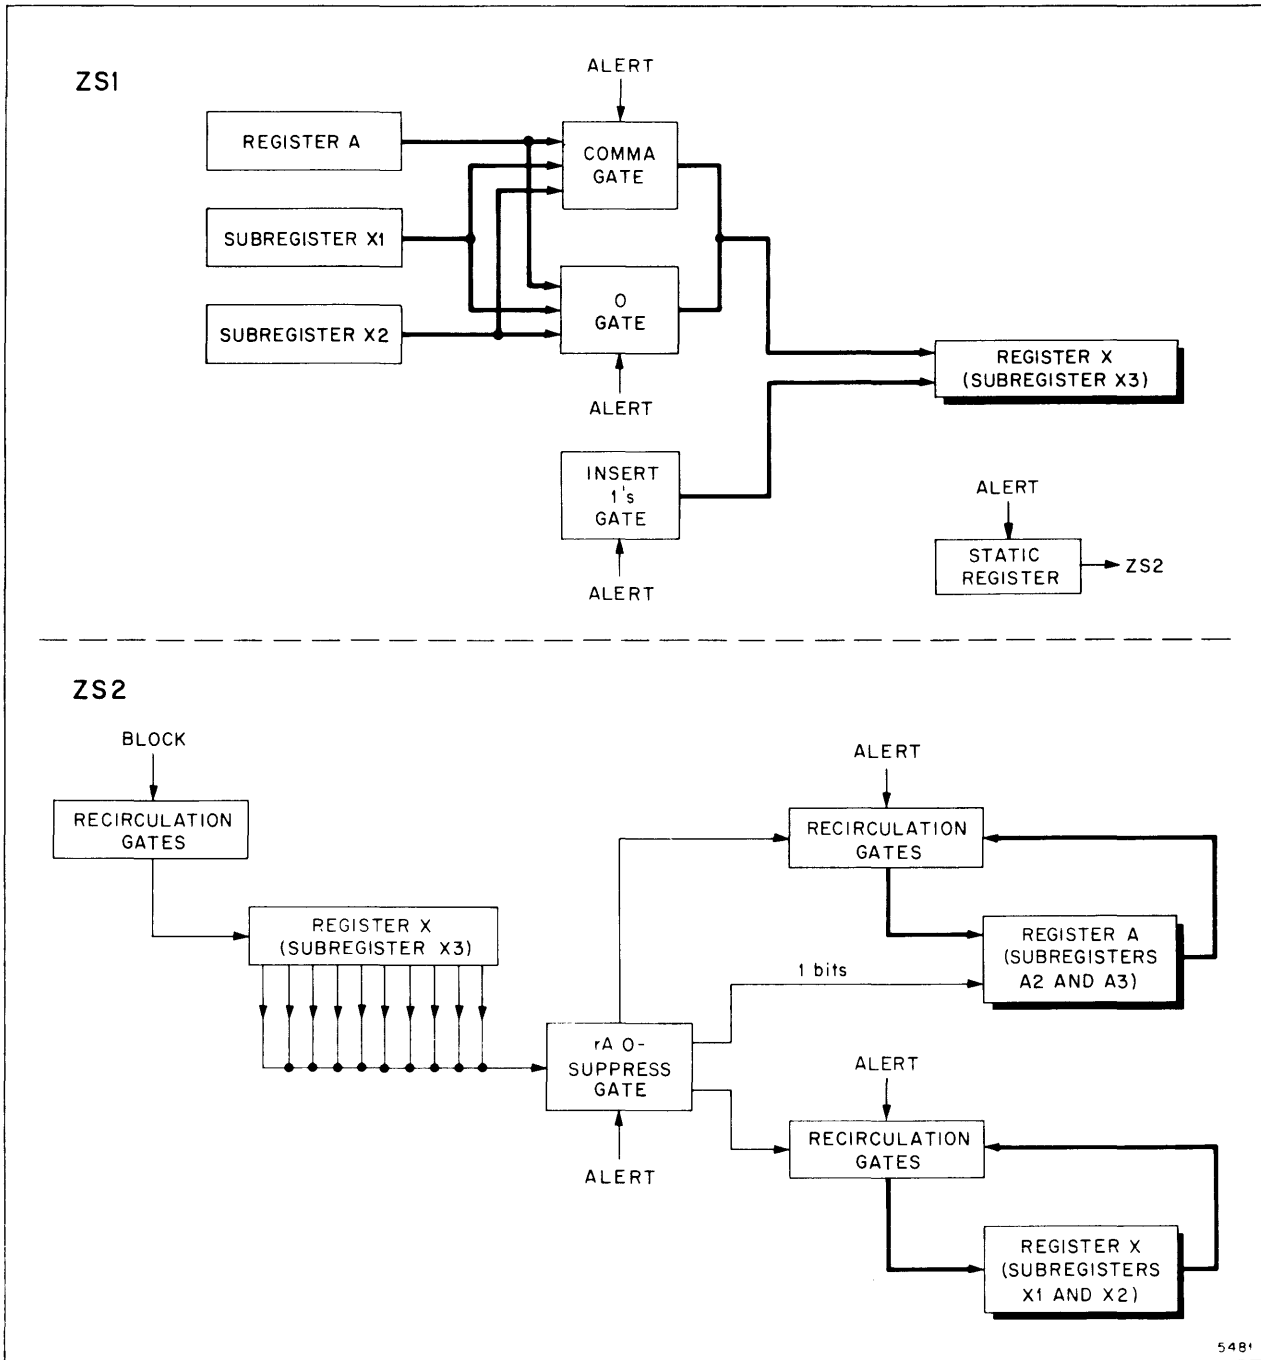 ZS1
ALERT
REGISTER A
COMMA
GATE
SUBREGISTER X1
O
GATE
SUBREGISTER X2
ALERT
REGISTER X
(SUBREGISTER X3)
INSERT
1's
GATE
ALERT
ALERT
STATIC
REGISTER
ZS2
ZS2
BLOCK
RECIRCULATION
GATES
REGISTER X
(SUBREGISTER X3)
rA O-
SUPPRESS
GATE
ALERT
ALERT
RECIRCULATION
GATES
1 bits
REGISTER A
(SUBREGISTERS
A2 AND A3)
ALERT
RECIRCULATION
GATES
REGISTER X
(SUBREGISTERS
X1 AND X2)